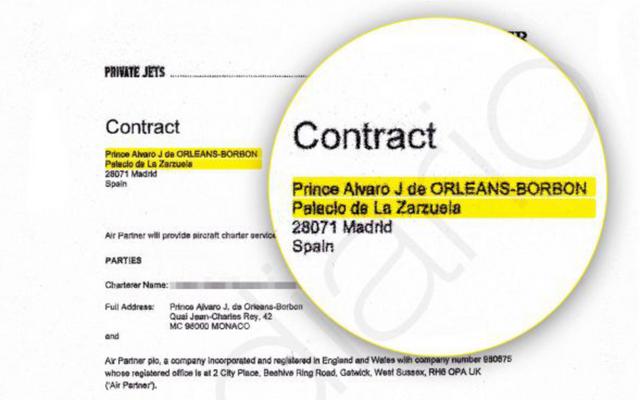 PRIVATE JETS
Contract
Prince Alvaro J de ORLEANS-BORBON
Palacio de La Zarzuela
28071 Madrid
Spain
Contract
Prince Alvaro J de ORLEANS-BORBON
Palacio de La Zarzuela
28071 Madrid
Spain
Air Partner will provide aircraft charter service
PARTIES
Charterer Name:
Full Address: Prince Alvaro J. de Orleans-Borbon
Quai Jean-Charles Rey, 42
MC 98000 MONACO
and
Air Partner plc, a company incorporated and registered in England and Wales with company number 980675
whose registered office is at 2 City Place, Beehive Ring Road, Gatwick, West Sussex, RH6 OPA UK
('Air Partner').